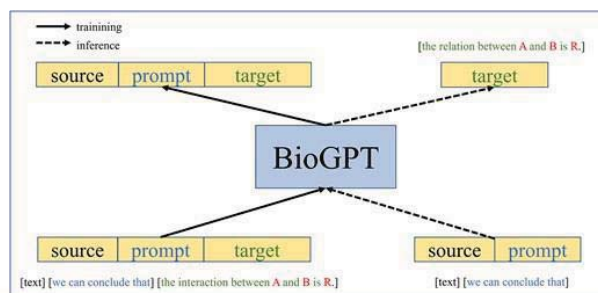 trainining
inference
[the relation between A and B is R.]
source prompt target
target
BioGPT
source prompt target
source prompt
[text] [we can conclude that] [the interaction between A and B is R.]
[text] [we can conclude that]